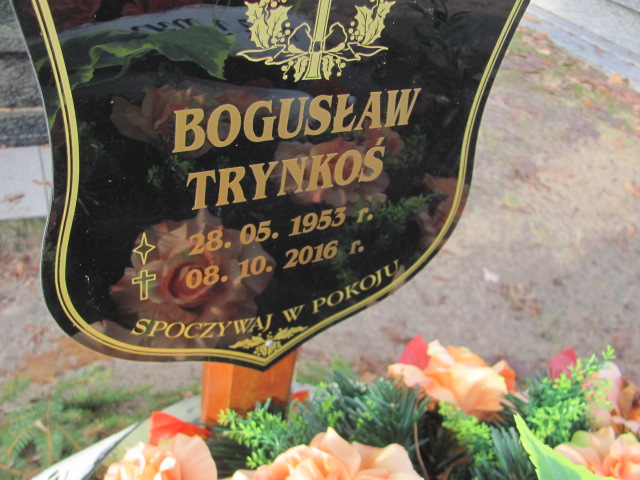 BOGUSŁAW
TRYNKOŚ
28. 05. 1953 r.
08. 10. 2016 r.
SPOCZYWAJ W POKOJU